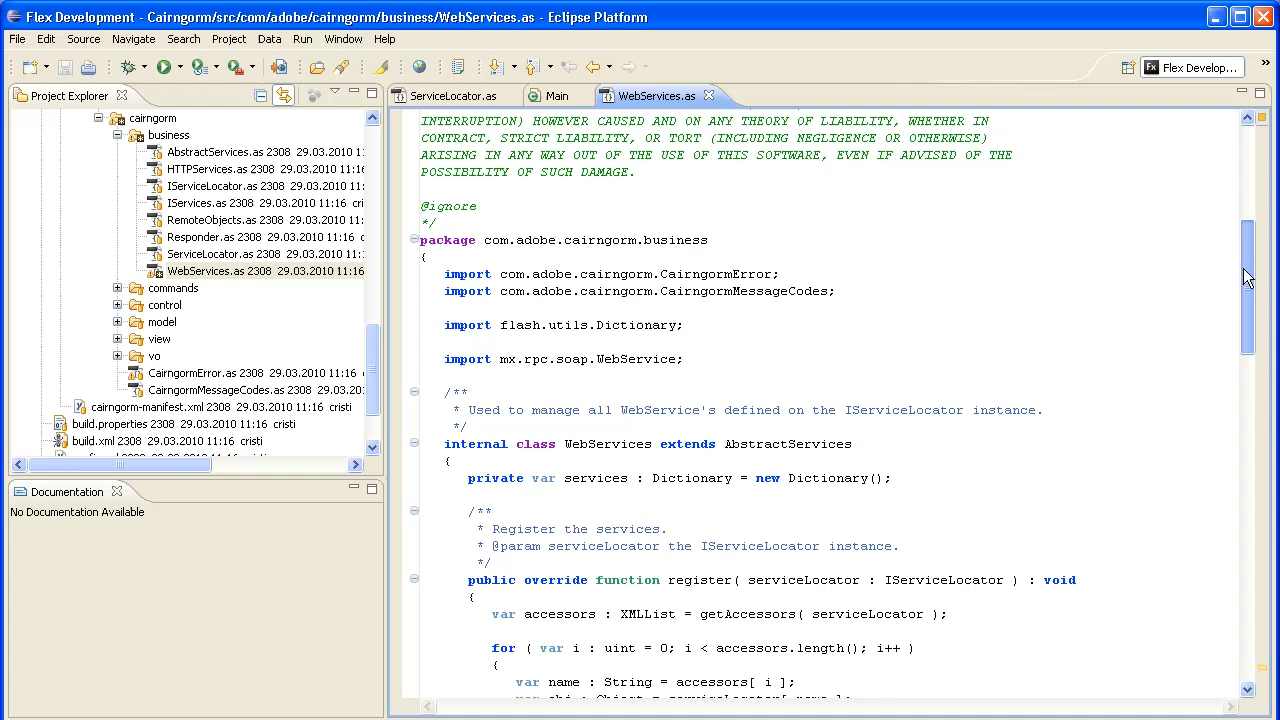 Flex Development - Cairngorm/src/com/adobe/cairngorm/business/WebServices.as - Eclipse Platform
File Edit Source Navigate Search Project Data Run Window Help
Flex Develop...
Project Explorer
cairngorm
business
AbstractServices.as 2308 29.03.2010 11:1
HTTPServices.as 2308 29.03.2010 11:16
IServiceLocator.as 2308 29.03.2010 11:16
IServices.as 2308 29.03.2010 11:16 cri
RemoteObjects.as 2308 29.03.2010 11:
Responder.as 2308 29.03.2010 11:16 c
ServiceLocator.as 2308 29.03.2010 11:
WebServices.as 2308 29.03.2010 11:16
commands
control
model
view
vo
CairngormError.as 2308 29.03.2010 11:16
CairngormMessageCodes.as 2308 29.03.20
cairngorm-manifest.xml 2308 29.03.2010 11:16 cristi
build.properties 2308 29.03.2010 11:16 cristi
build.xml 2308 29.03.2010 11:16 cristi
Documentation
No Documentation Available
ServiceLocator.as Main WebServices.as
INTERRUPTION) HOWEVER CAUSED AND ON ANY THEORY OF LIABILITY, WHETHER IN
CONTRACT, STRICT LIABILITY, OR TORT (INCLUDING NEGLIGENCE OR OTHERWISE)
ARISING IN ANY WAY OUT OF THE USE OF THIS SOFTWARE, EVEN IF ADVISED OF THE
POSSIBILITY OF SUCH DAMAGE.
@ignore
*/
package com.adobe.cairngorm.business
{
import com.adobe.cairngorm.CairngormError;
import com.adobe.cairngorm.CairngormMessageCodes;
import flash.utils.Dictionary;
import mx.rpc.soap.WebService;
/**
* Used to manage all WebService's defined on the IServiceLocator instance.
*/
internal class WebServices extends AbstractServices
{
private var services : Dictionary = new Dictionary();
/**
* Register the services.
* @param serviceLocator the IServiceLocator instance.
*/
public override function register( serviceLocator : IServiceLocator ) : void
{
var accessors : XMLList = getAccessors( serviceLocator );
for ( var i : uint = 0; i < accessors.length(); i++ )
{
var name : String = accessors[ i ];
var obj : Object = serviceLocator[ name ];